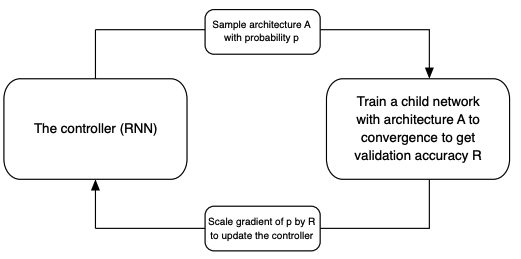 Sample architecture A
with probability p
The controller (RNN)
Train a child network
with architecture A to
convergence to get
validation accuracy R
Scale gradient of p by R
to update the controller